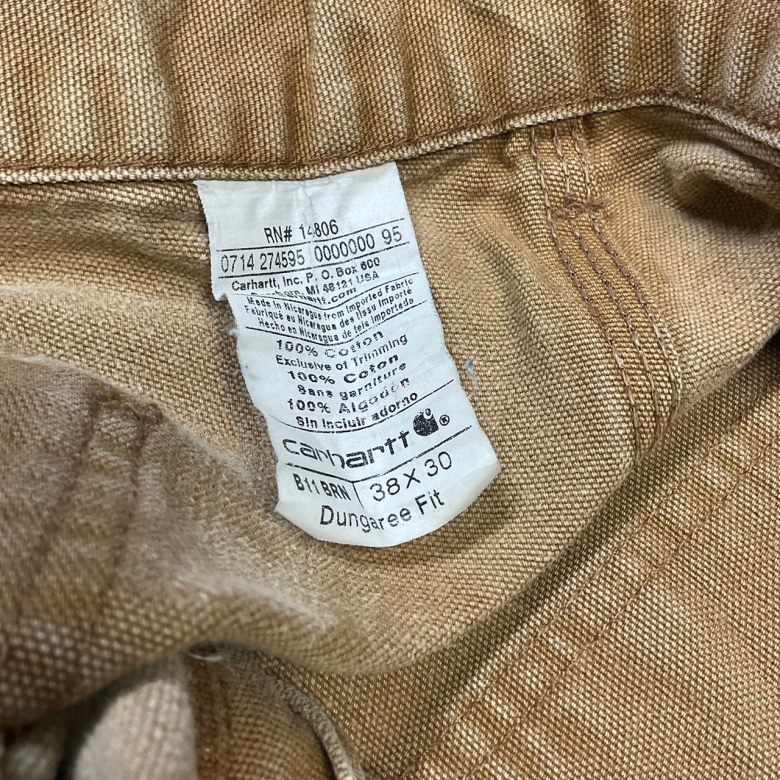 RN# 14806
0714 274595 0000000 95
Carhartt, Inc. P. O. Box 600
MI 48121 USA
Made in Nicaragua from Imported Fabric
Fabriqué au Nicaragua des tissu importé
Hecho en Nicaragua de tela importada
100% Cotton
Exclusive of Trimming
100% Coton
Sans garniture
100% Algodón
Sin incluir adorno
carhartt ®
B11 BRN 38 X 30
Dungaree Fit